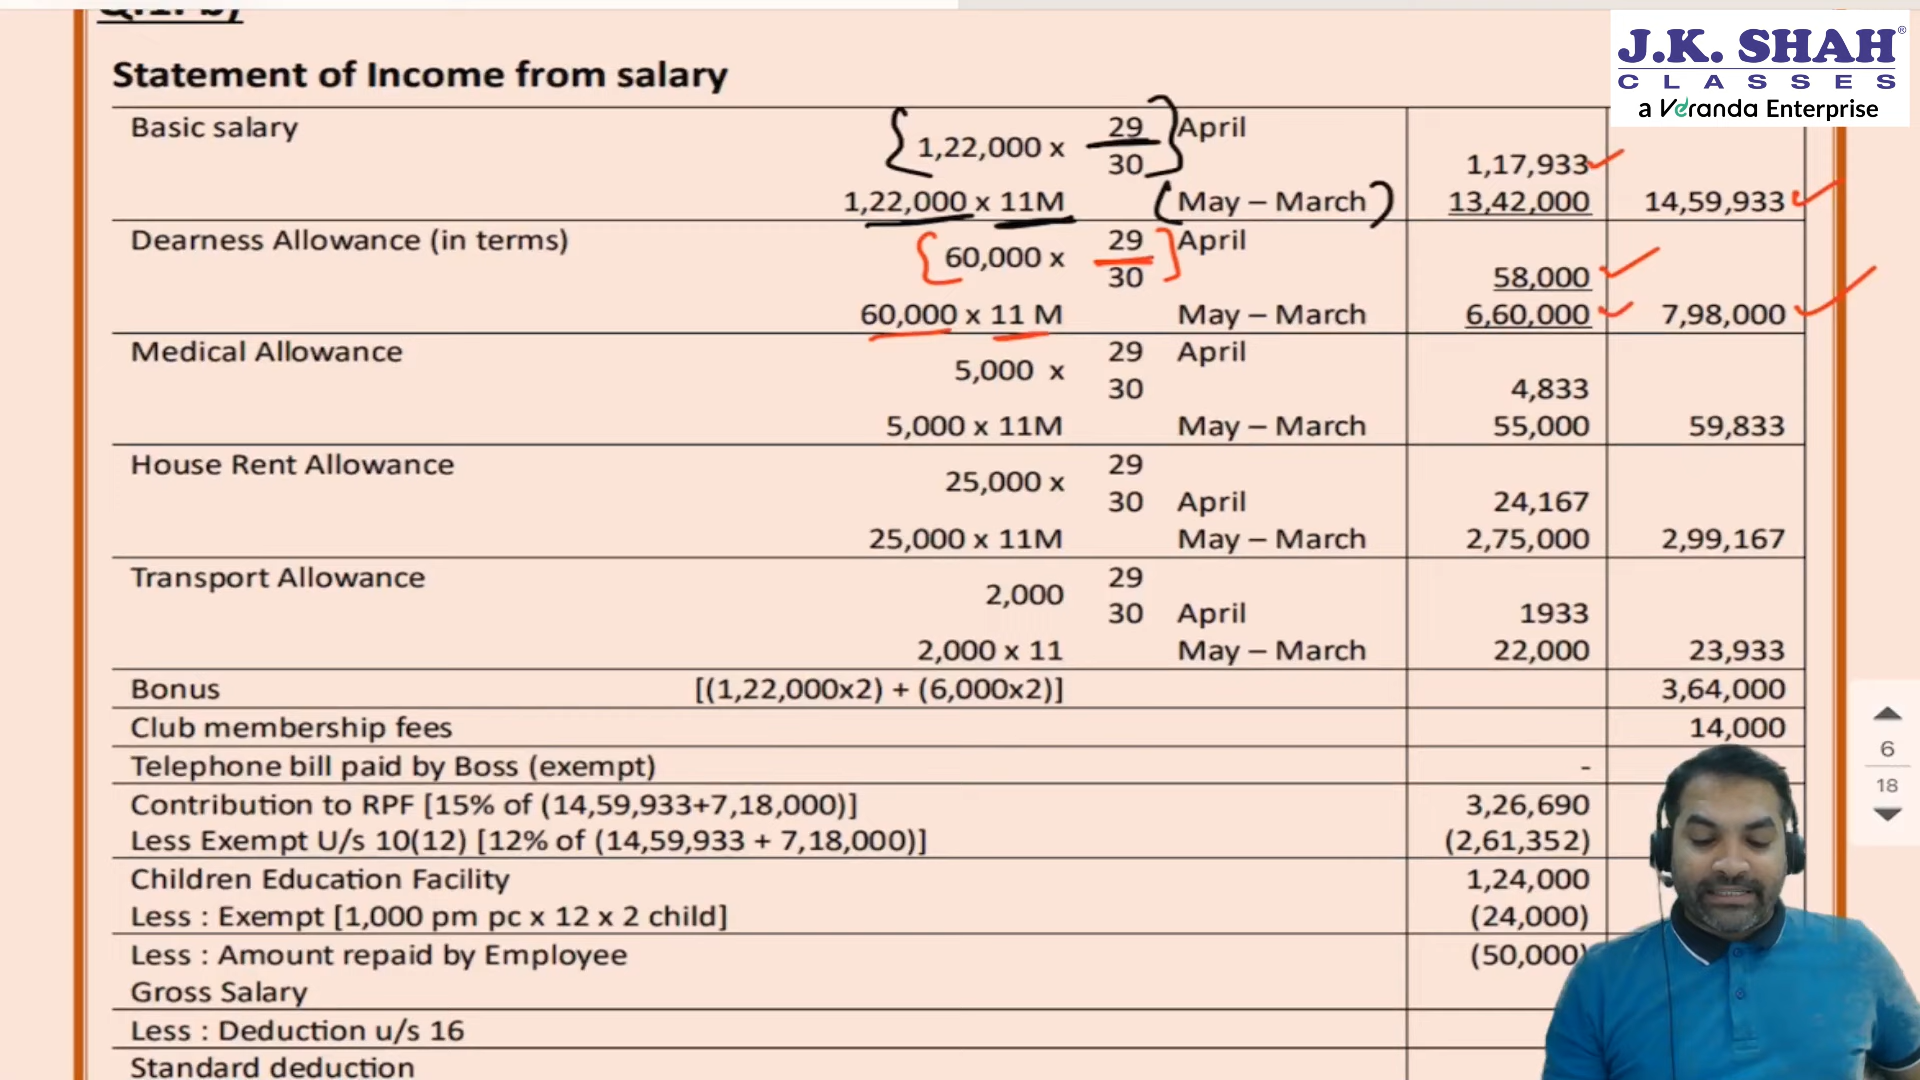 Statement of Income from salary
J.K. SHAH®
CLASSES
a Veranda Enterprise
Basic salary 1,22,000 x 29 April
30 1,17,933
1,22,000 x 11M (May – March) 13,42,000 14,59,933
Dearness Allowance (in terms) 60,000 x 29 April
30 58,000
60,000 x 11 M May – March 6,60,000 7,98,000
Medical Allowance 5,000 x 29 April
30 4,833
5,000 x 11M May – March 55,000 59,833
House Rent Allowance 25,000 x 29
30 April 24,167
25,000 x 11M May – March 2,75,000 2,99,167
Transport Allowance 2,000 29
30 April 1933
2,000 x 11 May – March 22,000 23,933
Bonus [(1,22,000x2) + (6,000x2)] 3,64,000
Club membership fees 14,000
Telephone bill paid by Boss (exempt) - -
Contribution to RPF [15% of (14,59,933+7,18,000)] 3,26,690
Less Exempt U/s 10(12) [12% of (14,59,933 + 7,18,000)] (2,61,352)
Children Education Facility 1,24,000
Less : Exempt [1,000 pm pc x 12 x 2 child] (24,000)
Less : Amount repaid by Employee (50,000)
Gross Salary
Less : Deduction u/s 16
Standard deduction
6
18